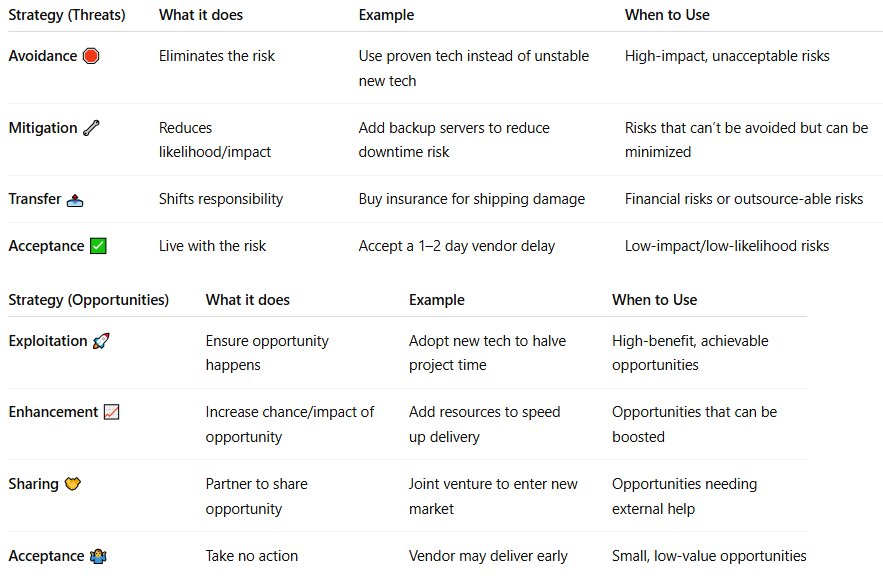 Strategy (Threats) What it does Example When to Use
Avoidance 🛑 Eliminates the risk Use proven tech instead of unstable High-impact, unacceptable risks
new tech
Mitigation 🔧 Reduces Add backup servers to reduce Risks that can't be avoided but can be
likelihood/impact downtime risk minimized
Transfer 📤 Shifts responsibility Buy insurance for shipping damage Financial risks or outsource-able risks
Acceptance ✅ Live with the risk Accept a 1–2 day vendor delay Low-impact/low-likelihood risks
Strategy (Opportunities) What it does Example When to Use
Exploitation 🚀 Ensure opportunity Adopt new tech to halve High-benefit, achievable
happens project time opportunities
Enhancement 📈 Increase chance/impact of Add resources to speed Opportunities that can be
opportunity up delivery boosted
Sharing 🤝 Partner to share Joint venture to enter new Opportunities needing
opportunity market external help
Acceptance 🤷 Take no action Vendor may deliver early Small, low-value opportunities